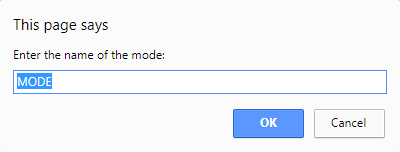 This page says
Enter the name of the mode:
MODE
OK
Cancel